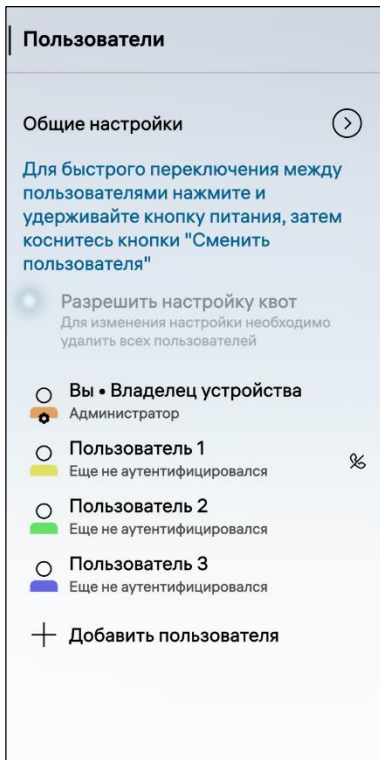 Пользователи
Общие настройки
Для быстрого переключения между
пользователями нажмите и
удерживайте кнопку питания, затем
коснитесь кнопки "Сменить
пользователя"
Разрешить настройку квот
Для изменения настройки необходимо
удалить всех пользователей
Вы • Владелец устройства
Администратор
Пользователь 1
Еще не аутентифицировался
Пользователь 2
Еще не аутентифицировался
Пользователь 3
Еще не аутентифицировался
Добавить пользователя